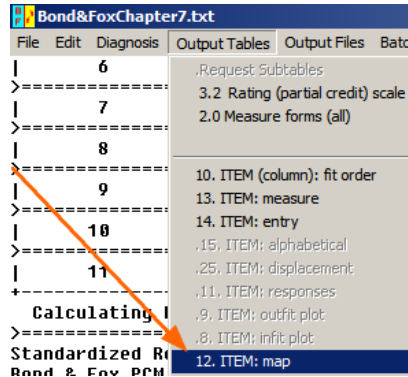 Bond&FoxChapter7.txt
File Edit Diagnosis Output Tables Output Files Batc
| 6
>==========
| 7
>==========
| 8
>==========
| 9
>==========
| 10
>==========
| 11
+----------
Calculating
>==========
Standardized R
Bond & Fox PCM
.Request Subtables
3.2 Rating (partial credit) scale
2.0 Measure forms (all)
10. ITEM (column): fit order
13. ITEM: measure
14. ITEM: entry
.15. ITEM: alphabetical
.25. ITEM: displacement
.11. ITEM: responses
.9. ITEM: outfit plot
.8. ITEM: infit plot
12. ITEM: map